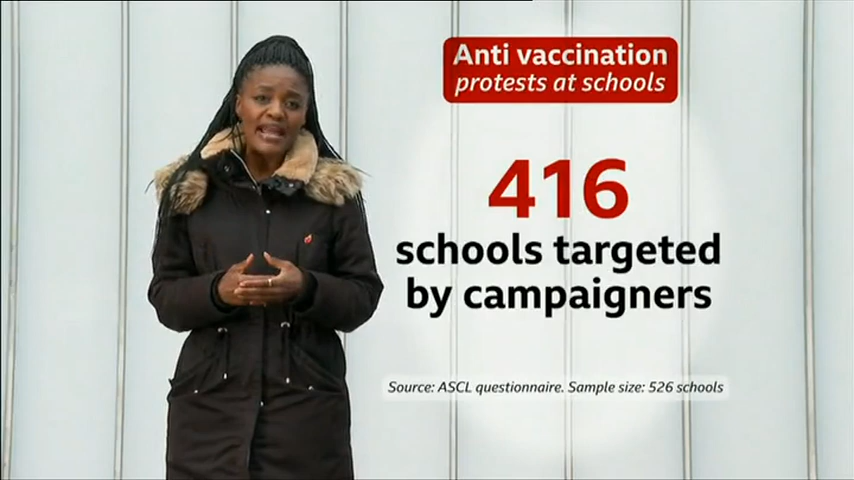 Anti vaccination
protests at schools
416
schools targeted
by campaigners
Source: ASCL questionnaire. Sample size: 526 schools